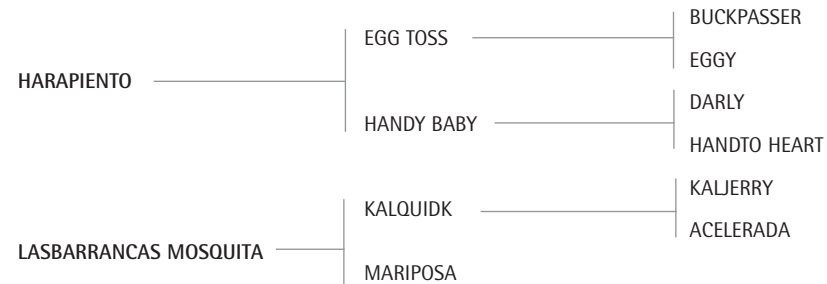 BUCKPASSER
EGG TOSS
EGGY
HARAPIENTO
DARLY
HANDY BABY
HANDTO HEART
KALJERRY
KALQUIDK
ACELERADA
LASBARRANCAS MOSQUITA
MARIPOSA